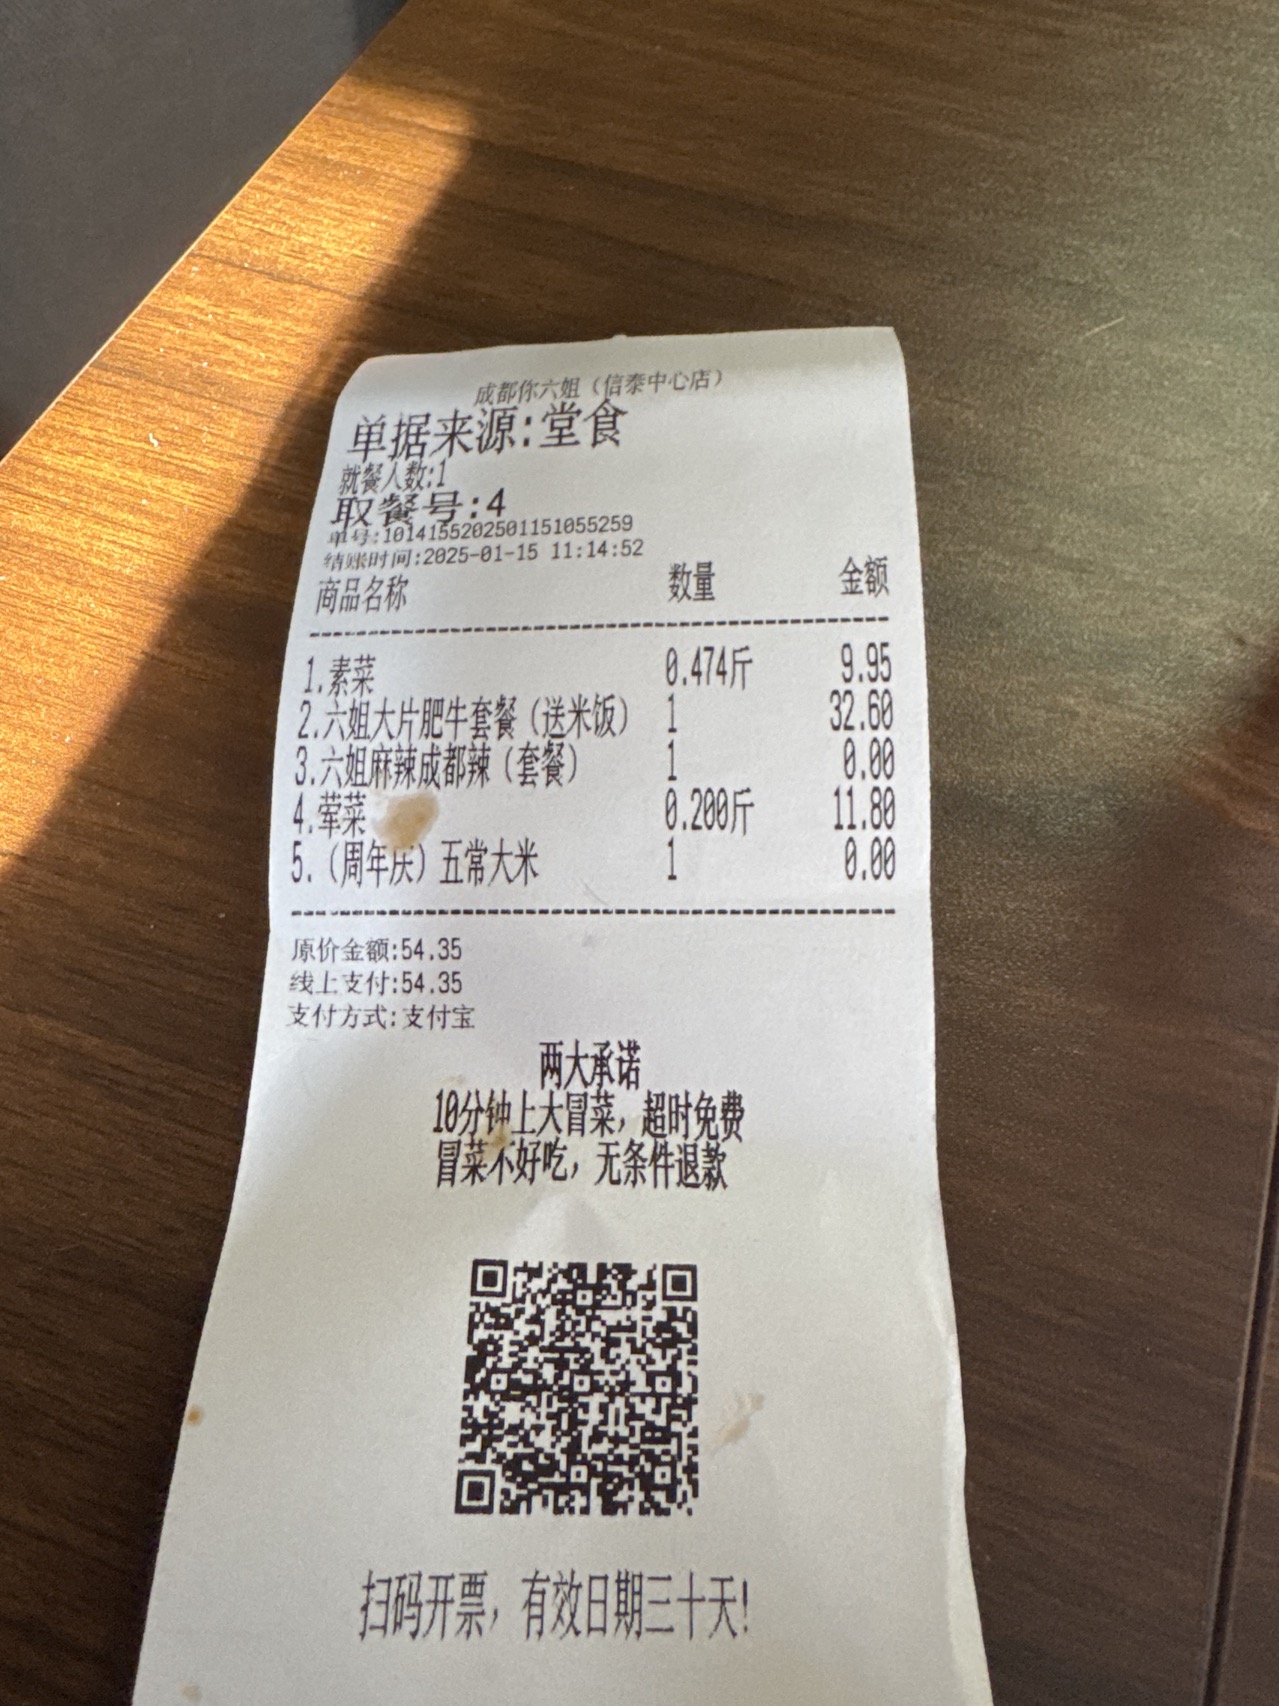 成都你六姐（信泰中心店）
单据来源:堂食
就餐人数:1
取餐号:4
单号:1014155202501151055259
结账时间:2025-01-15 11:14:52
商品名称 数量 金额
1.素菜 0.474斤 9.95
2.六姐大片肥牛套餐（送米饭） 1 32.60
3.六姐麻辣成都辣（套餐） 1 0.00
4.荤菜 0.200斤 11.80
5.（周年庆）五常大米 1 0.00
原价金额:54.35
线上支付:54.35
支付方式:支付宝
两大承诺
10分钟上大冒菜，超时免费
冒菜不好吃，无条件退款
扫码开票，有效日期三十天!